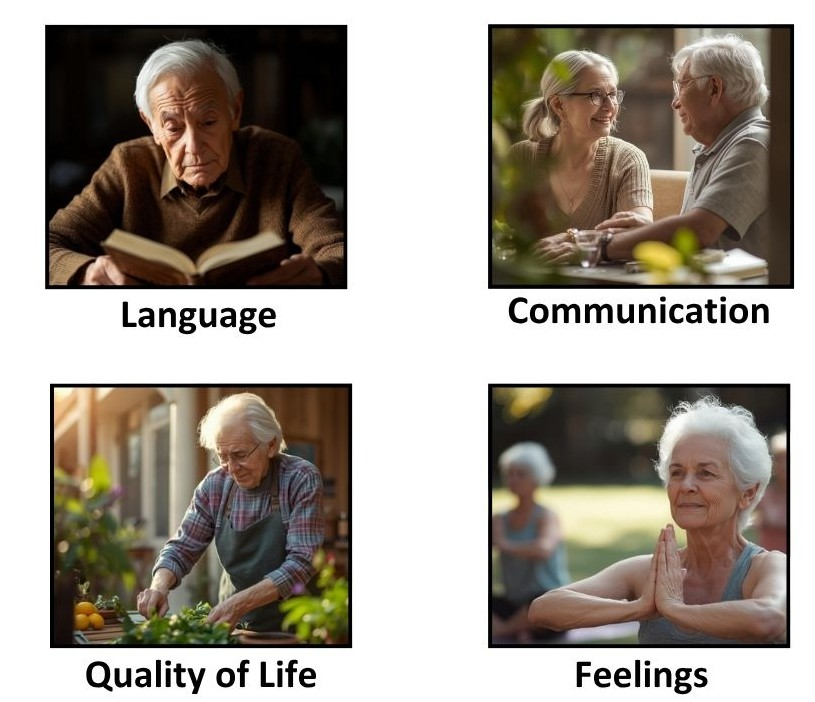 Language
Communication
Quality of Life
Feelings